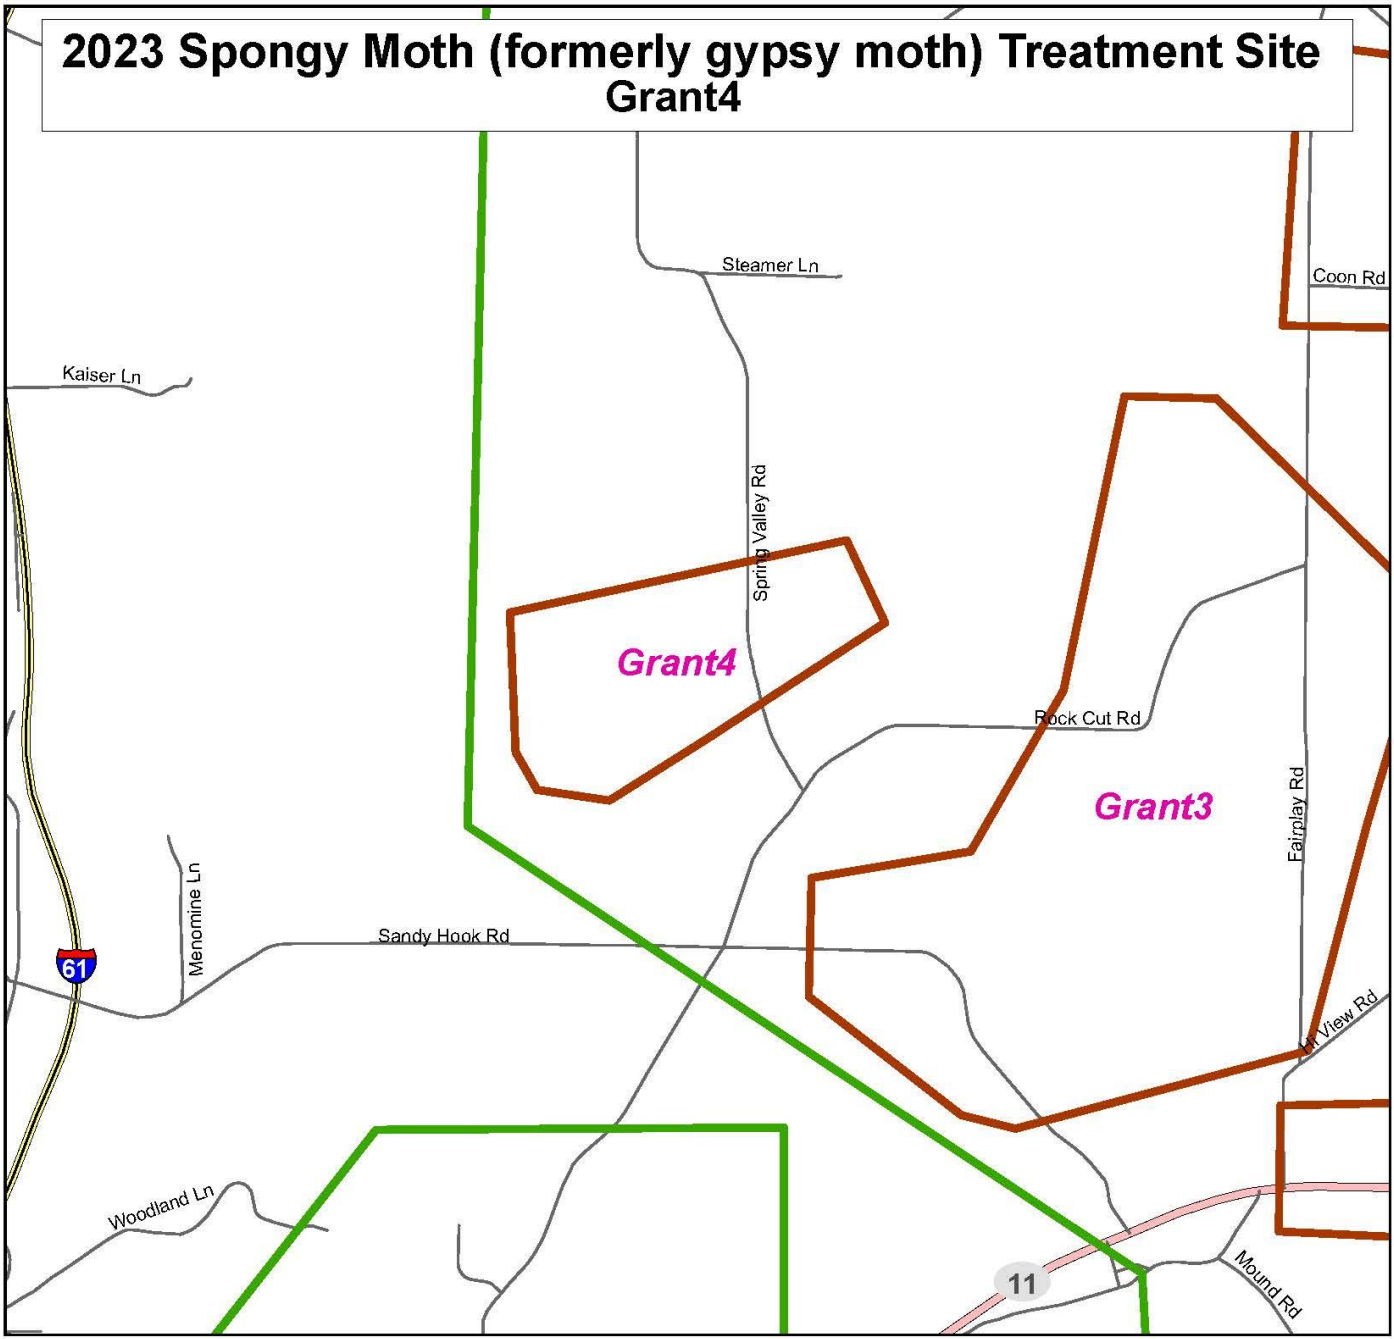 2023 Spongy Moth (formerly gypsy moth) Treatment Site
Grant4
Steamer Ln
Coon Rd
Kaiser Ln
Spring Valley Rd
Grant4
Rock Cut Rd
Grant3
Fairplay Rd
Menomine Ln
Sandy Hook Rd
61
Hi View Rd
Woodland Ln
11
Mound Rd